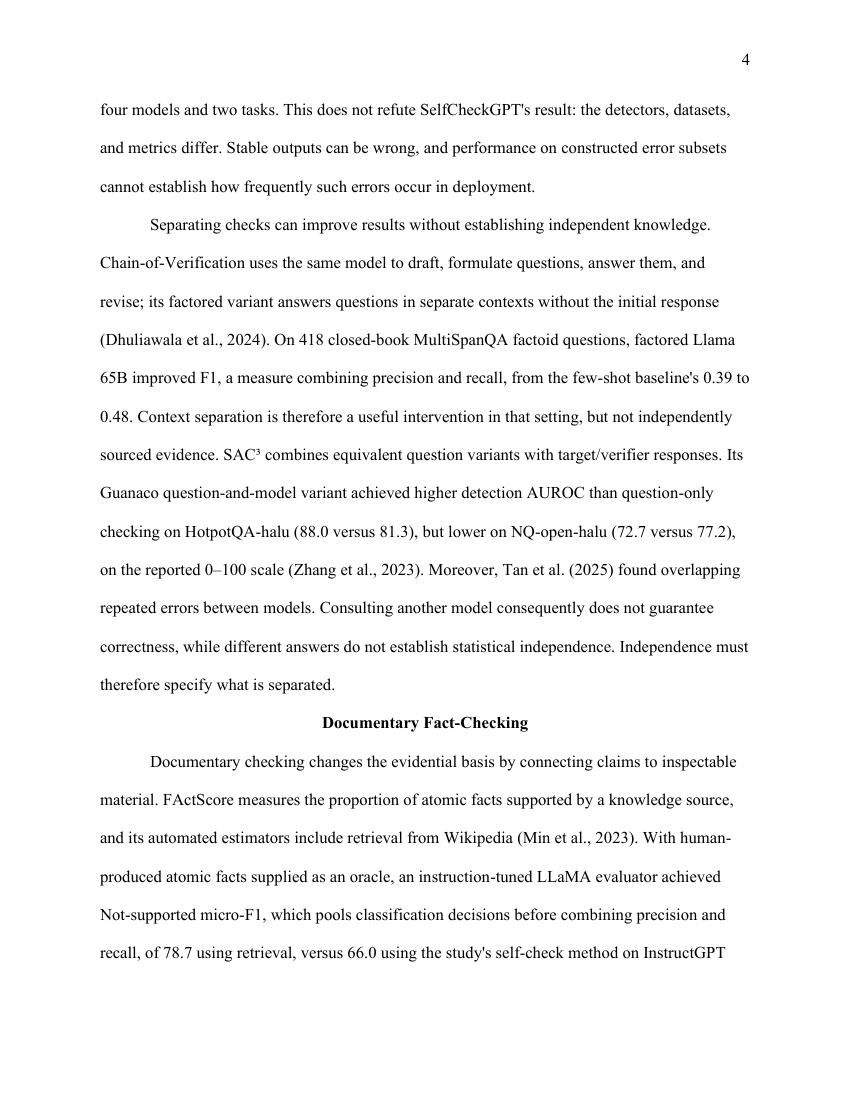 4
four models and two tasks. This does not refute SelfCheckGPT's result: the detectors, datasets,
and metrics differ. Stable outputs can be wrong, and performance on constructed error subsets
cannot establish how frequently such errors occur in deployment.
Separating checks can improve results without establishing independent knowledge.
Chain-of-Verification uses the same model to draft, formulate questions, answer them, and
revise; its factored variant answers questions in separate contexts without the initial response
(Dhuliawala et al., 2024). On 418 closed-book MultiSpanQA factoid questions, factored Llama
65B improved F1, a measure combining precision and recall, from the few-shot baseline's 0.39 to
0.48. Context separation is therefore a useful intervention in that setting, but not independently
sourced evidence. SAC³ combines equivalent question variants with target/verifier responses. Its
Guanaco question-and-model variant achieved higher detection AUROC than question-only
checking on HotpotQA-halu (88.0 versus 81.3), but lower on NQ-open-halu (72.7 versus 77.2),
on the reported 0–100 scale (Zhang et al., 2023). Moreover, Tan et al. (2025) found overlapping
repeated errors between models. Consulting another model consequently does not guarantee
correctness, while different answers do not establish statistical independence. Independence must
therefore specify what is separated.
Documentary Fact-Checking
Documentary checking changes the evidential basis by connecting claims to inspectable
material. FActScore measures the proportion of atomic facts supported by a knowledge source,
and its automated estimators include retrieval from Wikipedia (Min et al., 2023). With human-
produced atomic facts supplied as an oracle, an instruction-tuned LLaMA evaluator achieved
Not-supported micro-F1, which pools classification decisions before combining precision and
recall, of 78.7 using retrieval, versus 66.0 using the study's self-check method on InstructGPT